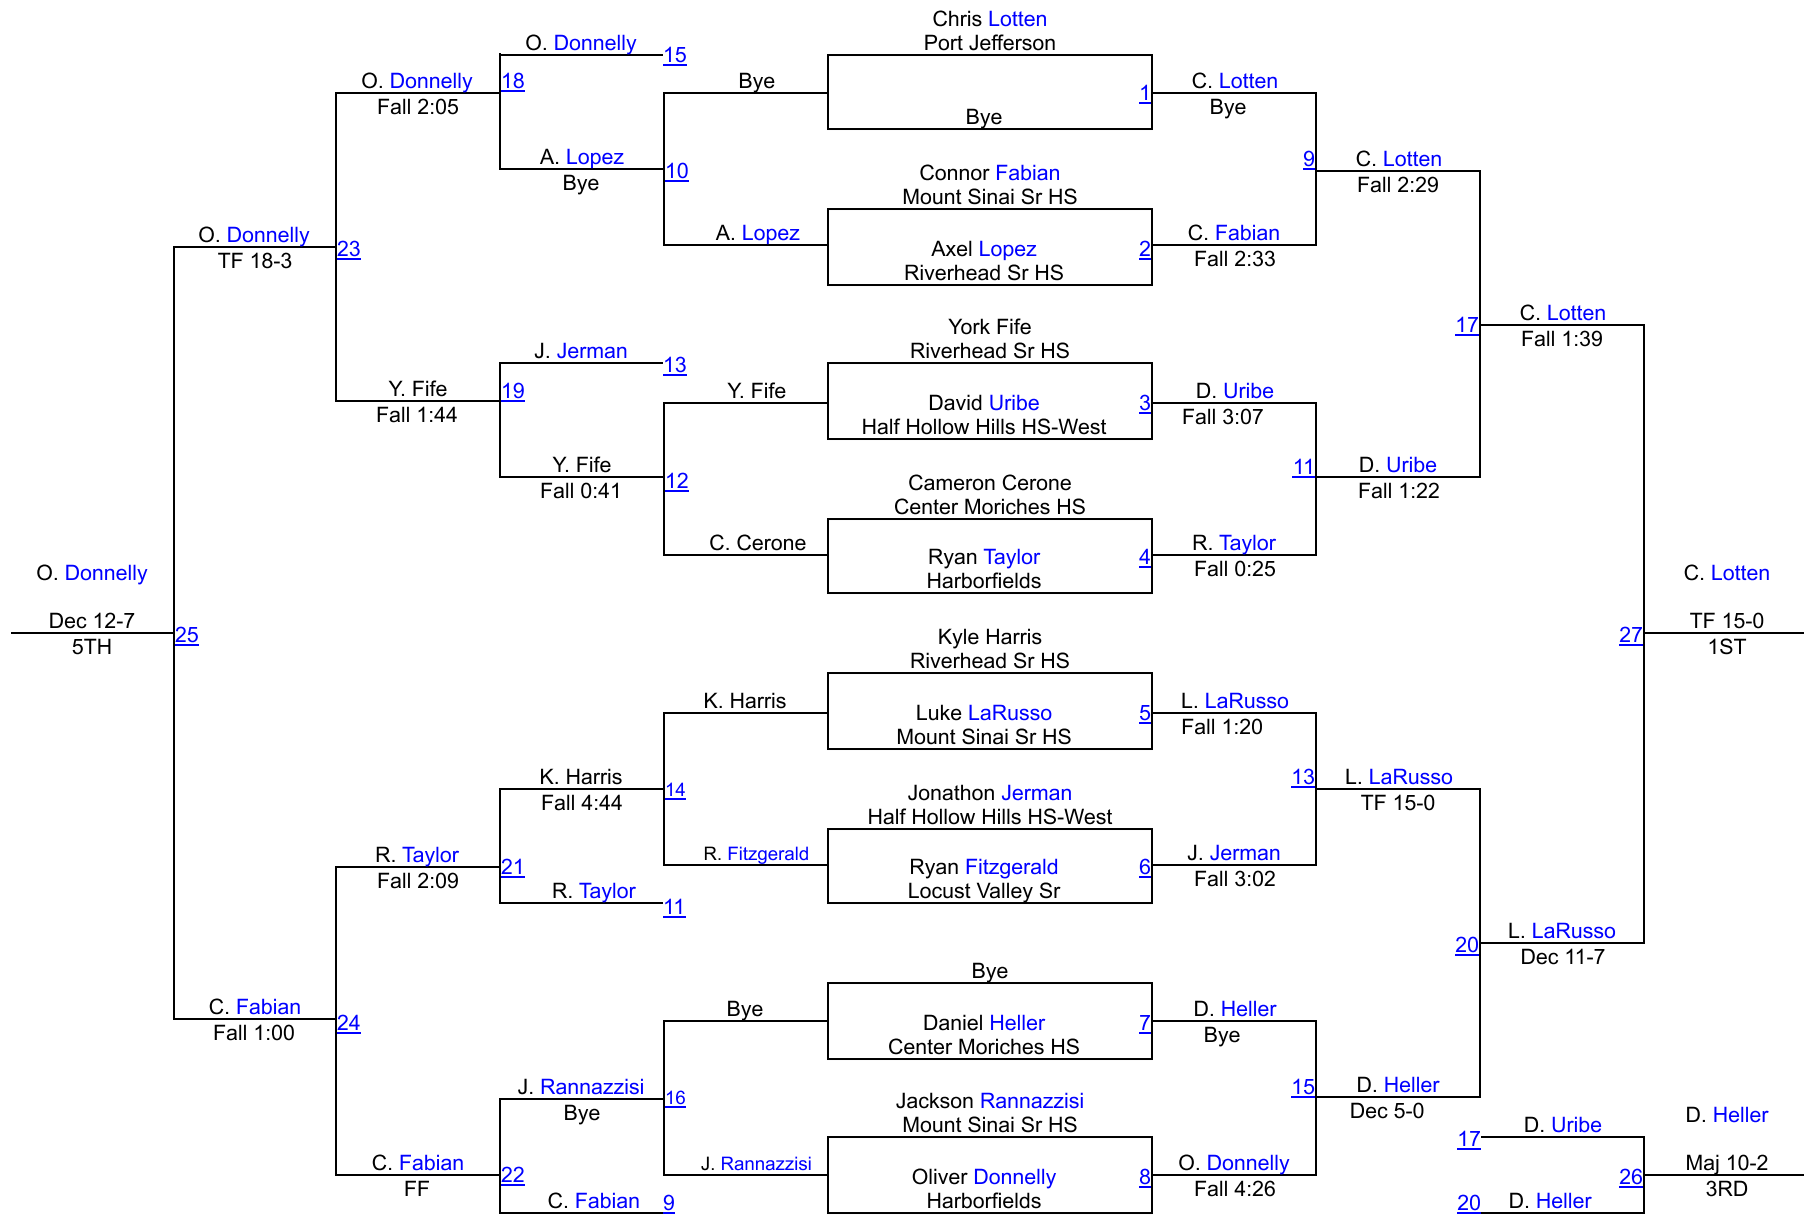 Chris Lotten
Port Jefferson
O. Donnelly
15
O. Donnelly
18
Bye
1
C. Lotten
Fall 2:05
Bye
Bye
A. Lopez
10
Bye
Connor Fabian
Mount Sinai Sr HS
9
C. Lotten
Fall 2:29
O. Donnelly
23
TF 18-3
A. Lopez
Axel Lopez
2
Riverhead Sr HS
C. Fabian
Fall 2:33
York Fife
Riverhead Sr HS
17
C. Lotten
Fall 1:39
J. Jerman
13
Y. Fife
19
Fall 1:44
Y. Fife
David Uribe
3
Half Hollow Hills HS-West
D. Uribe
Fall 3:07
Y. Fife
12
Fall 0:41
Cameron Cerone
Center Moriches HS
11
D. Uribe
Fall 1:22
C. Cerone
Ryan Taylor
4
Harborfields
R. Taylor
Fall 0:25
O. Donnelly
Dec 12-7
25
5TH
C. Lotten
27
TF 15-0
1ST
Kyle Harris
Riverhead Sr HS
K. Harris
Luke LaRusso
5
Mount Sinai Sr HS
L. LaRusso
Fall 1:20
K. Harris
14
Fall 4:44
Jonathon Jerman
Half Hollow Hills HS-West
13
L. LaRusso
TF 15-0
R. Taylor
21
Fall 2:09
R. Fitzgerald
Ryan Fitzgerald
6
Locust Valley Sr
J. Jerman
Fall 3:02
R. Taylor
11
20
L. LaRusso
Dec 11-7
Bye
C. Fabian
24
Fall 1:00
Bye
Daniel Heller
7
Center Moriches HS
D. Heller
Bye
J. Rannazzisi
16
Bye
Jackson Rannazzisi
Mount Sinai Sr HS
15
D. Heller
Dec 5-0
C. Fabian
22
FF
J. Rannazzisi
Oliver Donnelly
8
Harborfields
O. Donnelly
Fall 4:26
C. Fabian
9
D. Uribe
17
D. Heller
26
Maj 10-2
3RD
20
D. Heller